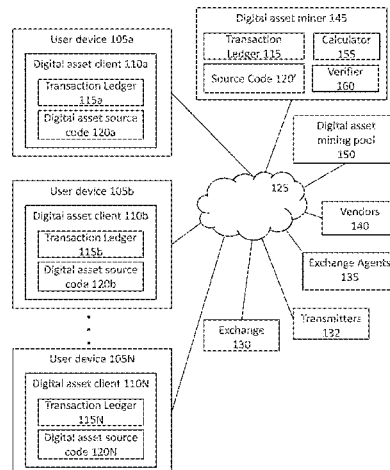 User device 105a
Digital asset client 110a
Transaction Ledger
115a
Digital asset source
code 120a
User device 105b
Digital asset client 110b
Transaction Ledger
115b
Digital asset source
code 120b
User device 105N
Digital asset client 110N
Transaction Ledger
115N
Digital asset source
code 120N
Digital asset miner 145
Transaction
Ledger 115
Calculator
155
Source Code 120'
Verifier
160
Digital asset
mining pool
150
125
Vendors
140
Exchange Agents
135
Transmitters
132
Exchange
130